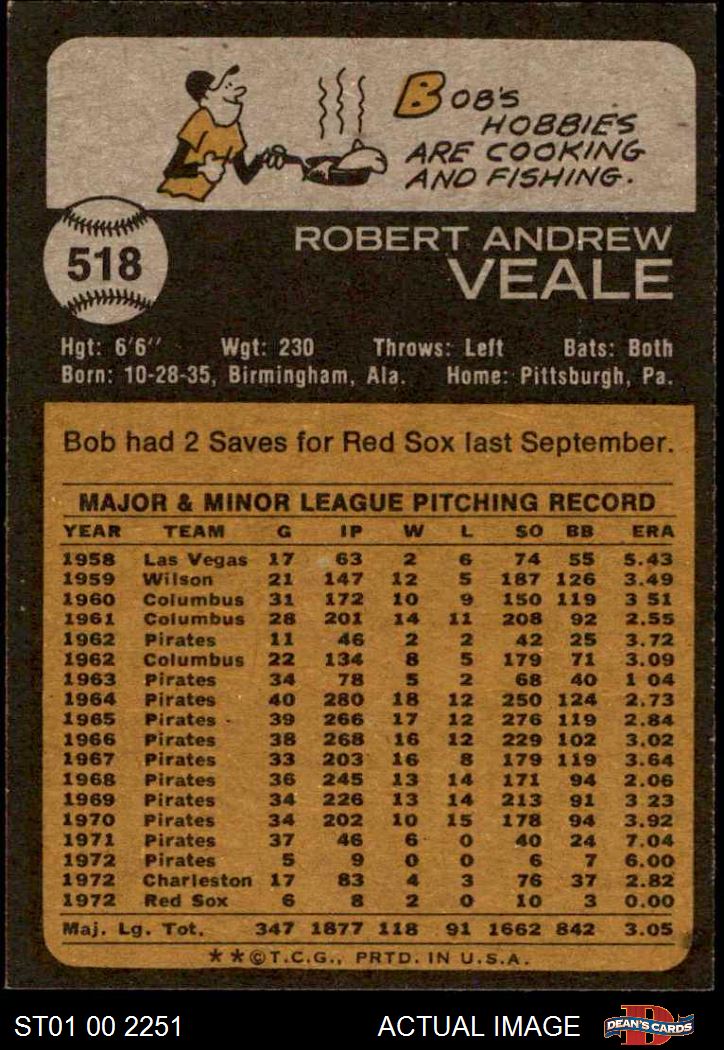 BOB'S
HOBBIES
ARE COOKING
AND FISHING.
518
ROBERT ANDREW
VEALE
Hgt: 6'6" Wgt: 230 Throws: Left Bats: Both
Born: 10-28-35, Birmingham, Ala. Home: Pittsburgh, Pa.
Bob had 2 Saves for Red Sox last September.
MAJOR & MINOR LEAGUE PITCHING RECORD
YEAR TEAM G IP W L SO BB ERA
1958 Las Vegas 17 63 2 6 74 55 5.43
1959 Wilson 21 147 12 5 187 126 3.49
1960 Columbus 31 172 10 9 150 119 3 51
1961 Columbus 28 201 14 11 208 92 2.55
1962 Pirates 11 46 2 2 42 25 3.72
1962 Columbus 22 134 8 5 179 71 3.09
1963 Pirates 34 78 5 2 68 40 1 04
1964 Pirates 40 280 18 12 250 124 2.73
1965 Pirates 39 266 17 12 276 119 2.84
1966 Pirates 38 268 16 12 229 102 3.02
1967 Pirates 33 203 16 8 179 119 3.64
1968 Pirates 36 245 13 14 171 94 2.06
1969 Pirates 34 226 13 14 213 91 3 23
1970 Pirates 34 202 10 15 178 94 3.92
1971 Pirates 37 46 6 0 40 24 7.04
1972 Pirates 5 9 0 0 6 7 6.00
1972 Charleston 17 83 4 3 76 37 2.82
1972 Red Sox 6 8 2 0 10 3 0.00
Maj. Lg. Tot. 347 1877 118 91 1662 842 3.05
**©T.C.G., PRTD. IN U.S.A.
ST01 00 2251 ACTUAL IMAGE D DEAN'S CARDS